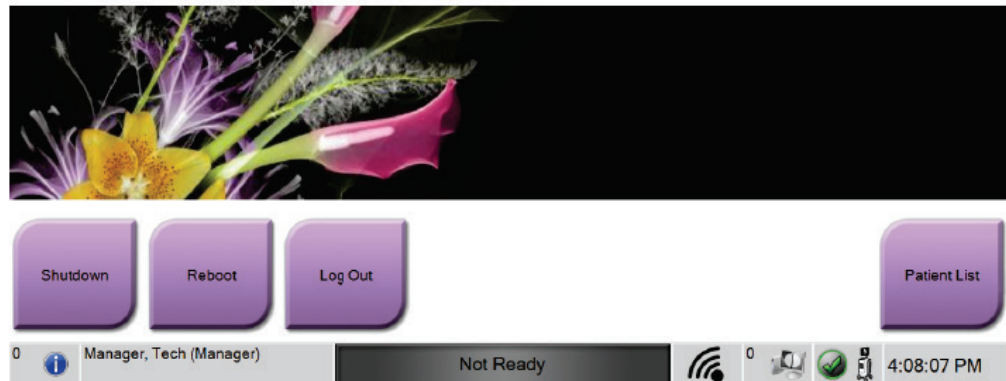 Shutdown
Reboot
Log Out
Patient List
0
Manager, Tech (Manager)
Not Ready
0
4:08:07 PM